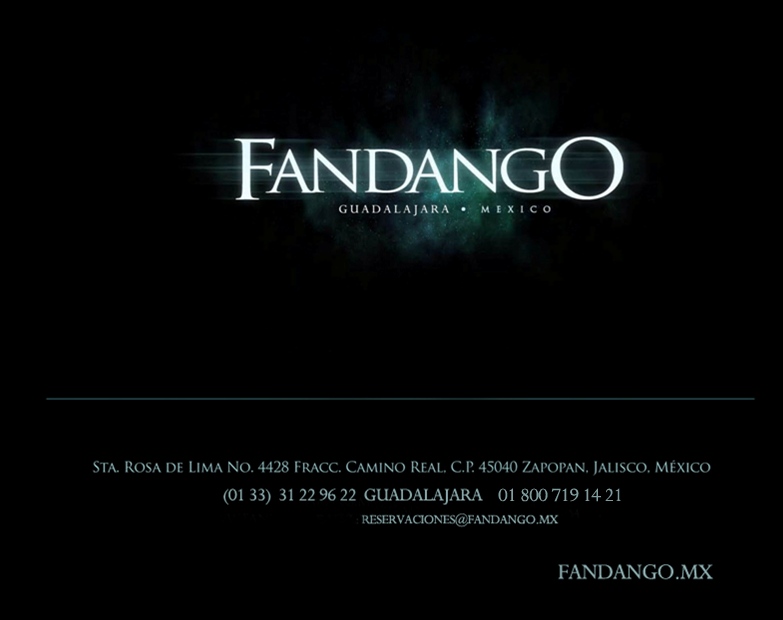 FANDANGO
GUADALAJARA • MEXICO
STA. ROSA DE LIMA NO. 4428 FRACC. CAMINO REAL. C.P. 45040 ZAPOPAN, JALISCO, MÉXICO
(01 33) 31 22 96 22 GUADALAJARA 01 800 719 14 21
RESERVACIONES@FANDANGO.MX
FANDANGO.MX